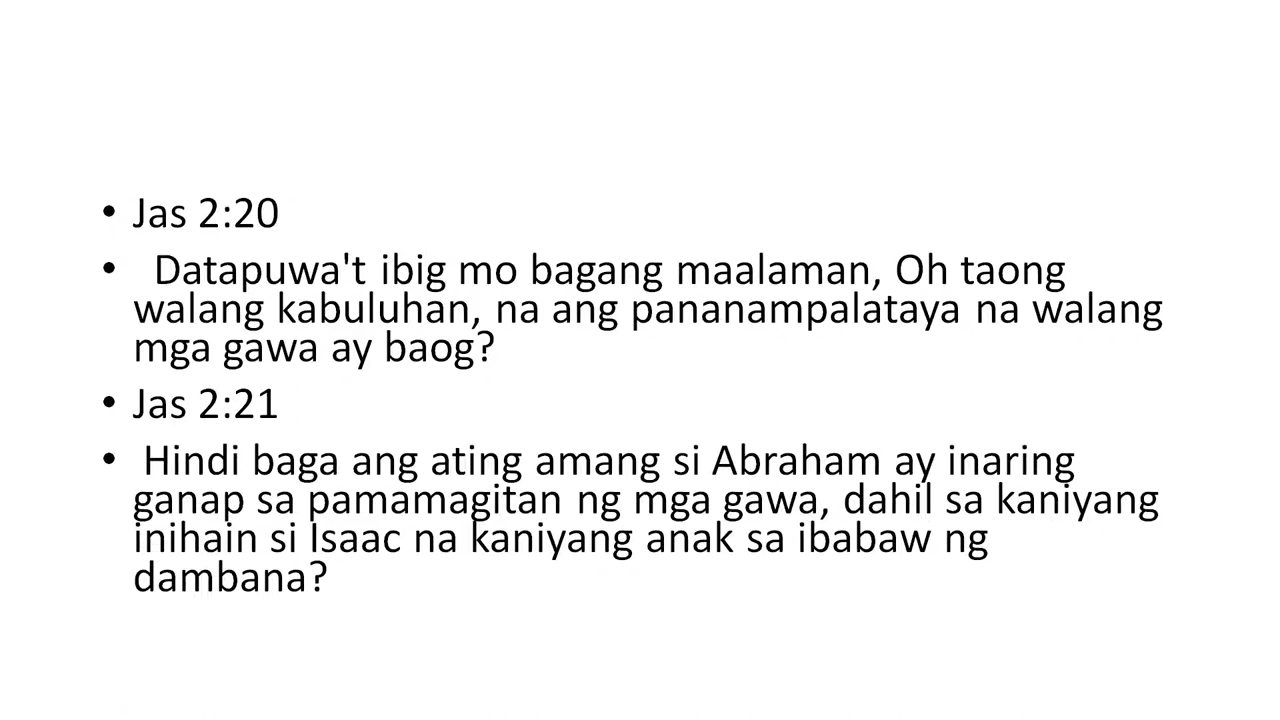 • Jas 2:20
• Datapuwa't ibig mo bagang maalaman, Oh taong
walang kabuluhan, na ang pananampalataya na walang
mga gawa ay baog?
• Jas 2:21
• Hindi baga ang ating amang si Abraham ay inaring
ganap sa pamamagitan ng mga gawa, dahil sa kaniyang
inihain si Isaac na kaniyang anak sa ibabaw ng
dambana?